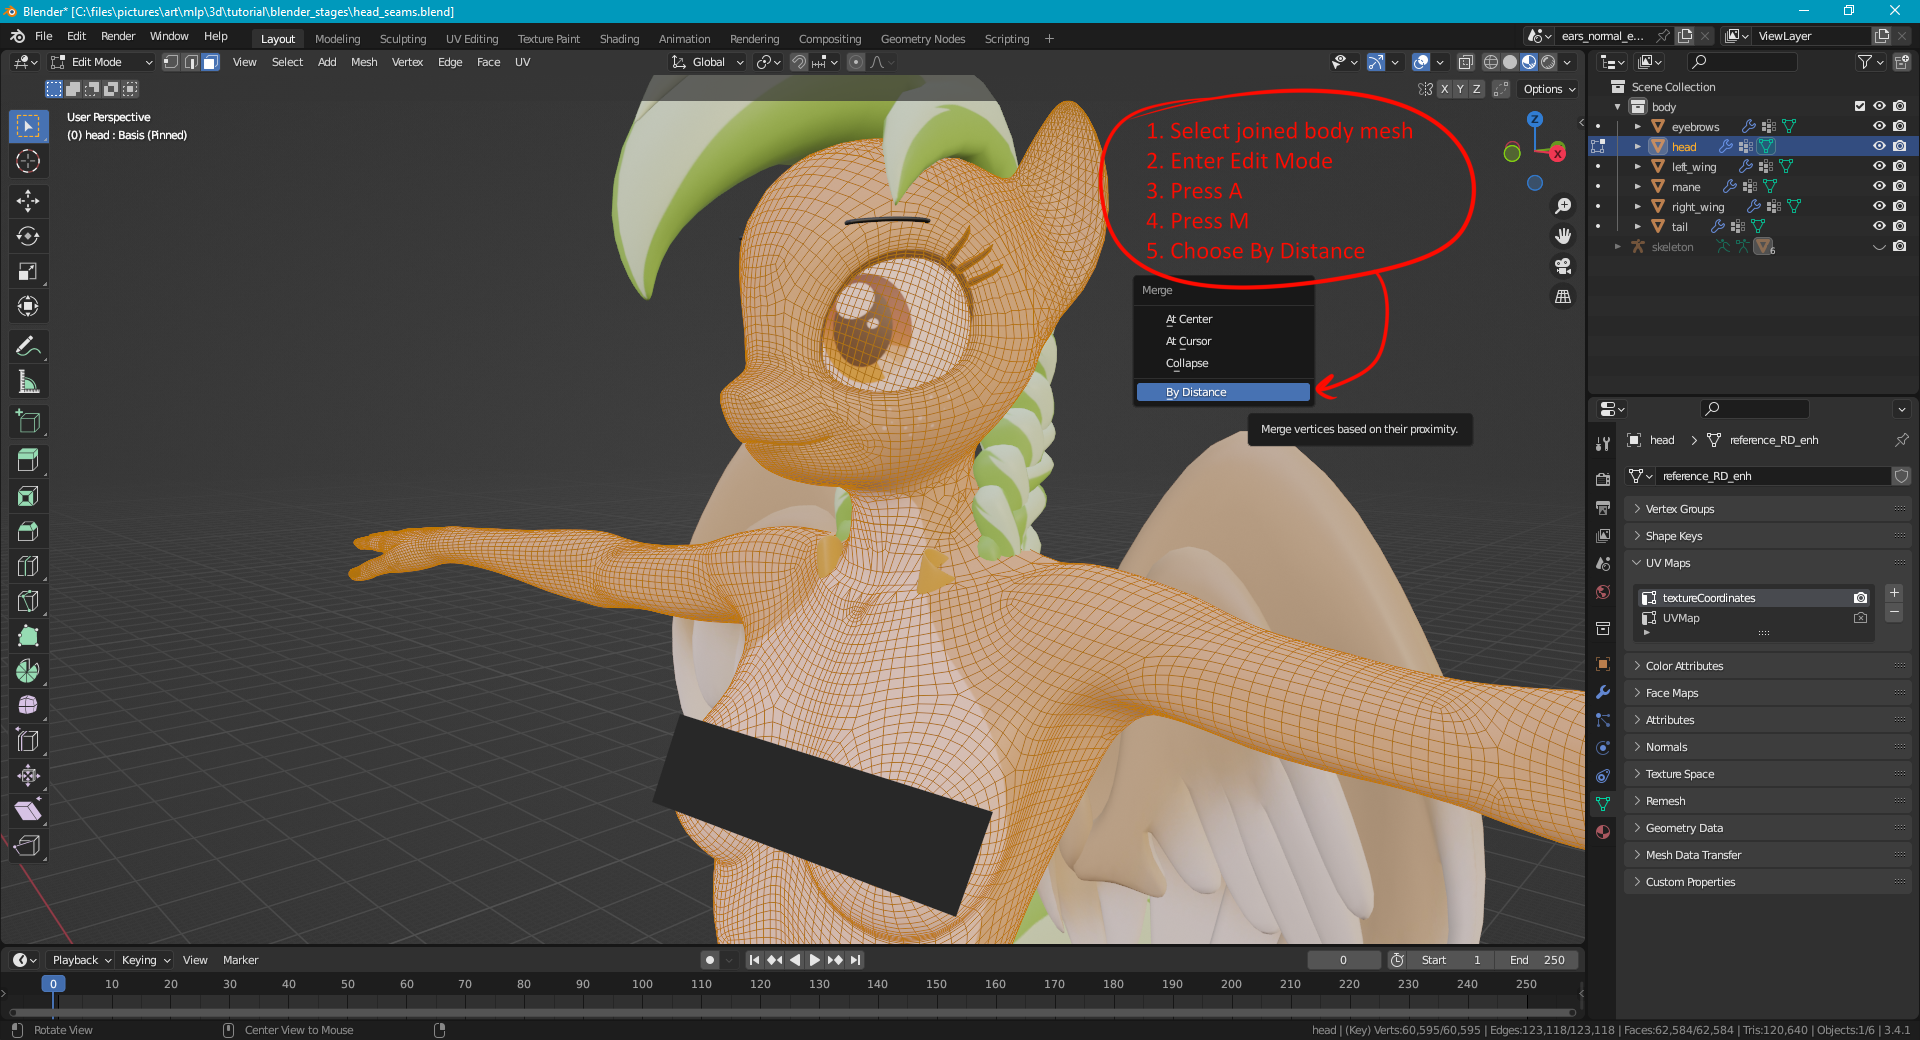 Blender* [C:\files\pictures\art\mlp\3d\tutorial\blender_stages\head_seams.blend]
File Edit Render Window Help Layout Modeling Sculpting UV Editing Texture Paint Shading Animation Rendering Compositing Geometry Nodes Scripting + ears_normal_e... ViewLayer
Edit Mode View Select Add Mesh Vertex Edge Face UV Global
X Y Z Options
User Perspective
(0) head : Basis (Pinned)
1. Select joined body mesh
2. Enter Edit Mode
3. Press A
4. Press M
5. Choose By Distance
Z
X
Merge
At Center
At Cursor
Collapse
By Distance
Merge vertices based on their proximity.
Scene Collection
body
eyebrows
head
left_wing
mane
right_wing
tail
skeleton 6
head > reference_RD_enh
reference_RD_enh
Vertex Groups
Shape Keys
UV Maps
textureCoordinates
UVMap
Color Attributes
Face Maps
Attributes
Normals
Texture Space
Remesh
Geometry Data
Mesh Data Transfer
Custom Properties
Playback Keying View Marker 0 Start 1 End 250
0 10 20 30 40 50 60 70 80 90 100 110 120 130 140 150 160 170 180 190 200 210 220 230 240 250
Rotate View Center View to Mouse head | (Key) Verts:60,595/60,595 | Edges:123,118/123,118 | Faces:62,584/62,584 | Tris:120,640 | Objects:1/6 | 3.4.1